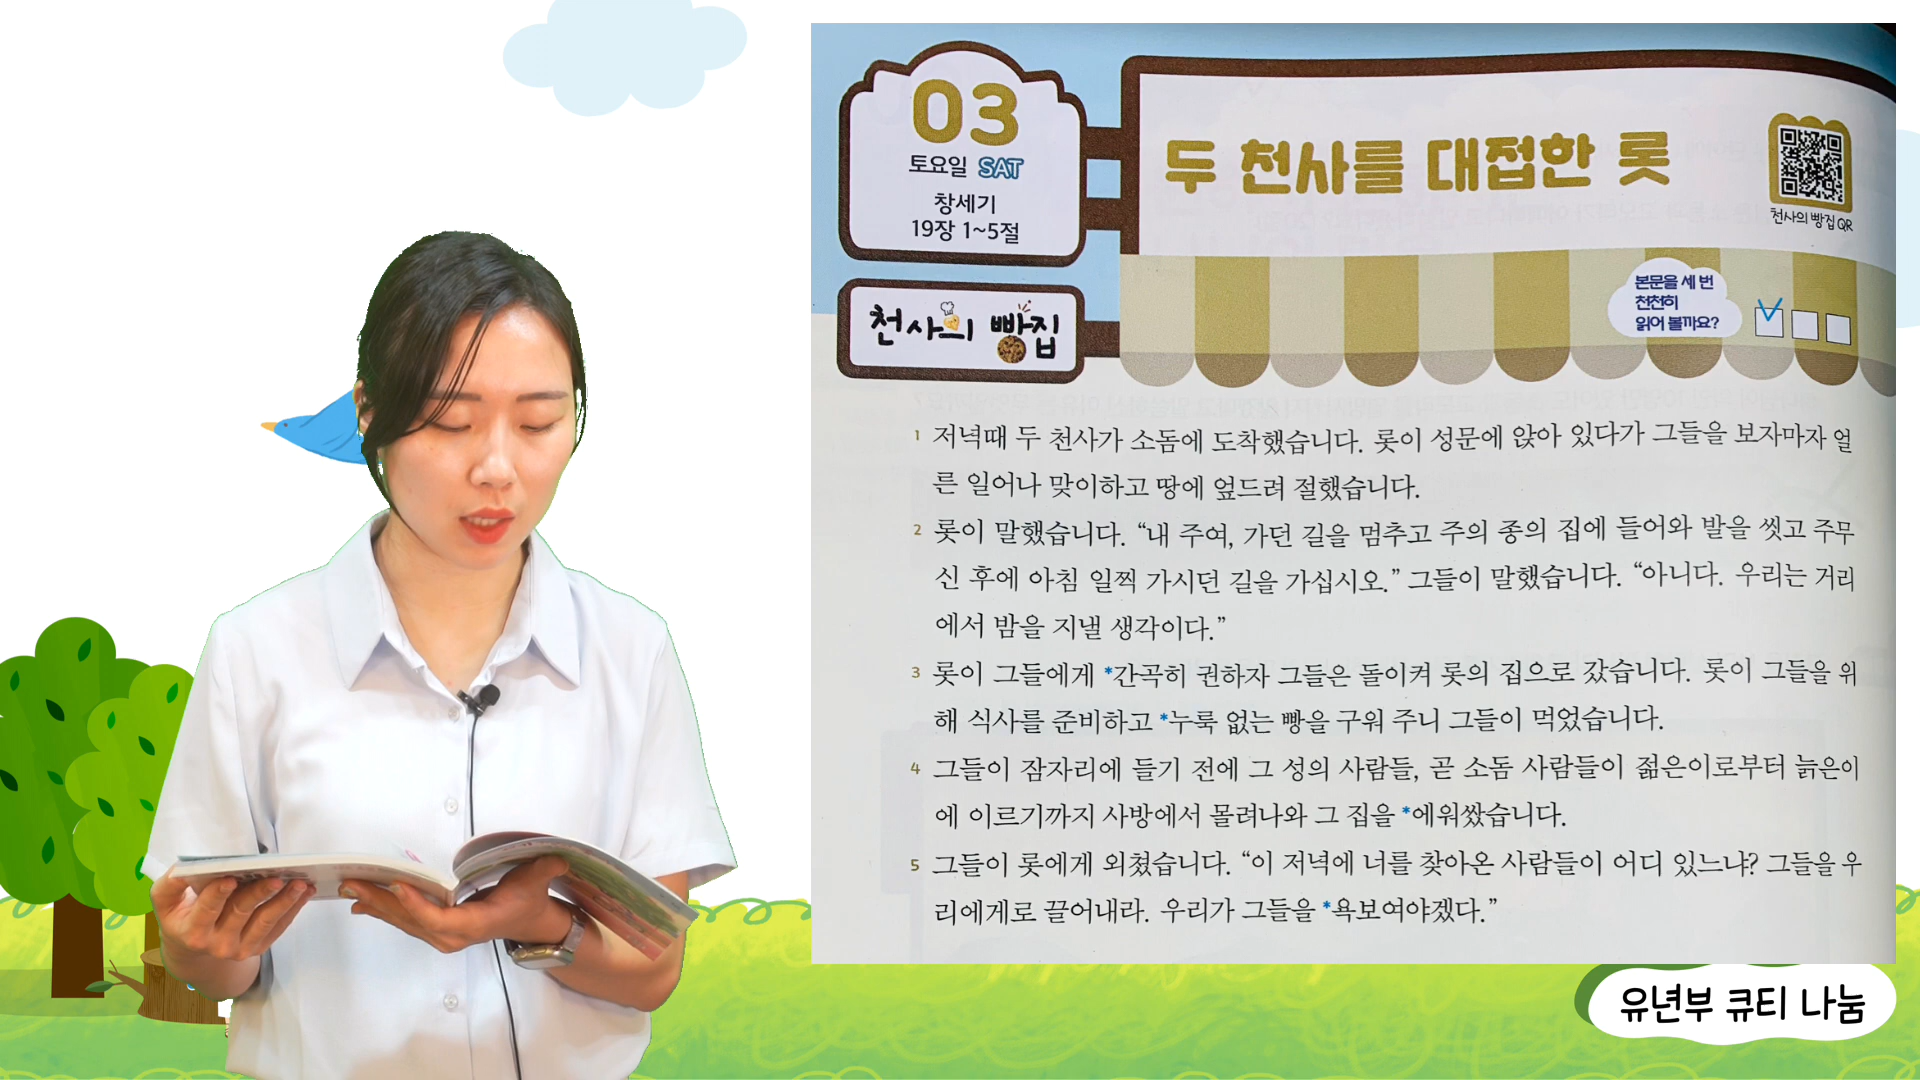 03
토요일 SAT
창세기
19장 1~5절
두 천사를 대접한 롯
천사의 빵집 QR
천사의 빵집
본문을 세 번
천천히
읽어 볼까요?
1 저녁때 두 천사가 소돔에 도착했습니다. 롯이 성문에 앉아 있다가 그들을 보자마자 얼
른 일어나 맞이하고 땅에 엎드려 절했습니다.
2 롯이 말했습니다. “내 주여, 가던 길을 멈추고 주의 종의 집에 들어와 발을 씻고 주무
신 후에 아침 일찍 가시던 길을 가십시오.” 그들이 말했습니다. “아니다. 우리는 거리
에서 밤을 지낼 생각이다.”
3 롯이 그들에게 *간곡히 권하자 그들은 돌이켜 롯의 집으로 갔습니다. 롯이 그들을 위
해 식사를 준비하고 *누룩 없는 빵을 구워 주니 그들이 먹었습니다.
4 그들이 잠자리에 들기 전에 그 성의 사람들, 곧 소돔 사람들이 젊은이로부터 늙은이
에 이르기까지 사방에서 몰려나와 그 집을 *에워쌌습니다.
5 그들이 롯에게 외쳤습니다. “이 저녁에 너를 찾아온 사람들이 어디 있느냐? 그들을 우
리에게로 끌어내라. 우리가 그들을 *욕보여야겠다.”
유년부 큐티 나눔